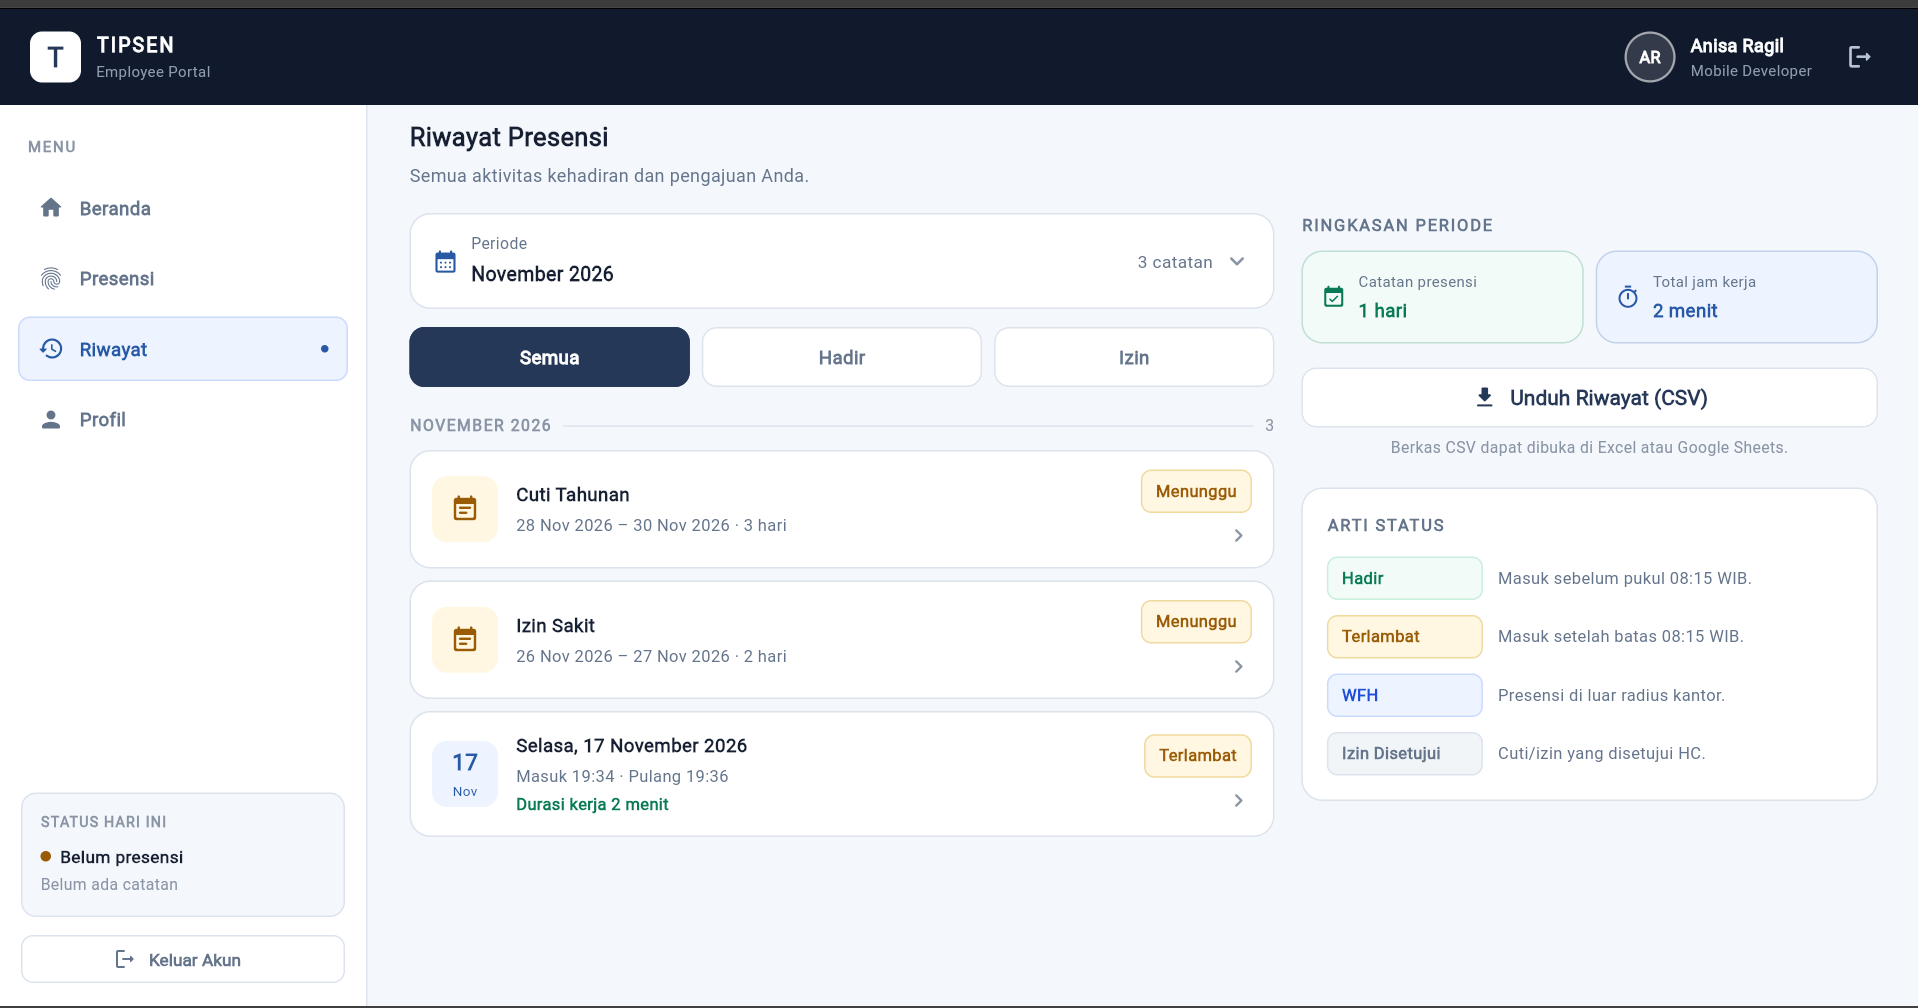 T
TIPSEN
Employee Portal
AR
Anisa Ragil
Mobile Developer
MENU
Beranda
Presensi
Riwayat
Profil
STATUS HARI INI
Belum presensi
Belum ada catatan
Keluar Akun
Riwayat Presensi
Semua aktivitas kehadiran dan pengajuan Anda.
Periode
November 2026
3 catatan
Semua
Hadir
Izin
NOVEMBER 2026
3
Cuti Tahunan
28 Nov 2026 – 30 Nov 2026 · 3 hari
Menunggu
Izin Sakit
26 Nov 2026 – 27 Nov 2026 · 2 hari
Menunggu
17
Nov
Selasa, 17 November 2026
Masuk 19:34 · Pulang 19:36
Durasi kerja 2 menit
Terlambat
RINGKASAN PERIODE
Catatan presensi
1 hari
Total jam kerja
2 menit
Unduh Riwayat (CSV)
Berkas CSV dapat dibuka di Excel atau Google Sheets.
ARTI STATUS
Hadir
Masuk sebelum pukul 08:15 WIB.
Terlambat
Masuk setelah batas 08:15 WIB.
WFH
Presensi di luar radius kantor.
Izin Disetujui
Cuti/izin yang disetujui HC.